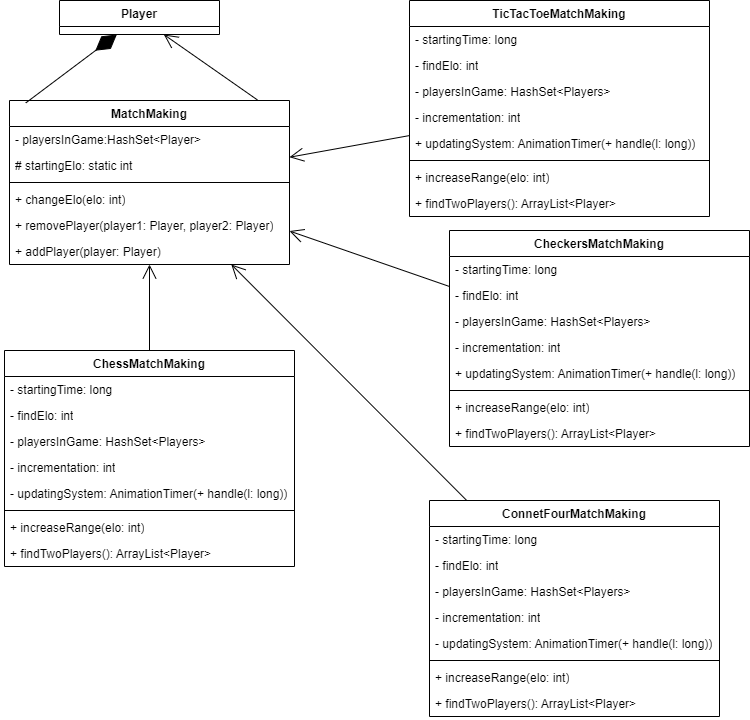 Player
MatchMaking
- playersInGame:HashSet<Player>
# startingElo: static int
+ changeElo(elo: int)
+ removePlayer(player1: Player, player2: Player)
+ addPlayer(player: Player)
TicTacToeMatchMaking
- startingTime: long
- findElo: int
- playersInGame: HashSet<Players>
- incrementation: int
+ updatingSystem: AnimationTimer(+ handle(l: long))
+ increaseRange(elo: int)
+ findTwoPlayers(): ArrayList<Player>
CheckersMatchMaking
- startingTime: long
- findElo: int
- playersInGame: HashSet<Players>
- incrementation: int
+ updatingSystem: AnimationTimer(+ handle(l: long))
+ increaseRange(elo: int)
+ findTwoPlayers(): ArrayList<Player>
ChessMatchMaking
- startingTime: long
- findElo: int
- playersInGame: HashSet<Players>
- incrementation: int
- updatingSystem: AnimationTimer(+ handle(l: long))
+ increaseRange(elo: int)
+ findTwoPlayers(): ArrayList<Player>
ConnetFourMatchMaking
- startingTime: long
- findElo: int
- playersInGame: HashSet<Players>
- incrementation: int
- updatingSystem: AnimationTimer(+ handle(l: long))
+ increaseRange(elo: int)
+ findTwoPlayers(): ArrayList<Player>